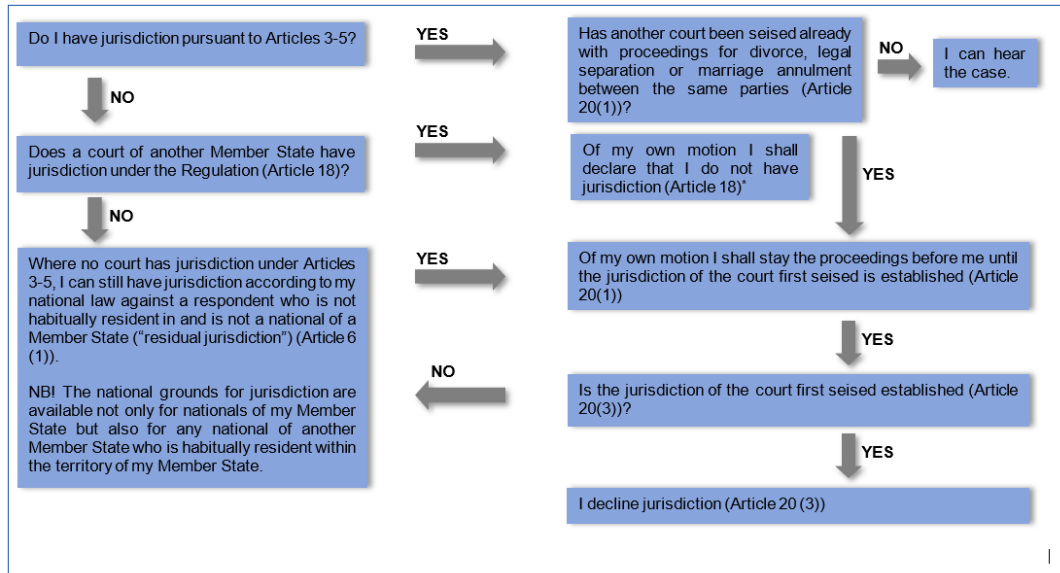 Do I have jurisdiction pursuant to Articles 3-5?
YES
Has another court been seised already
with proceedings for divorce, legal
separation or marriage annulment
between the same parties (Article
20(1))?
NO
I can hear
the case.
NO
Does a court of another Member State have
jurisdiction under the Regulation (Article 18)?
YES
Of my own motion I shall
declare that I do not have
jurisdiction (Article 18)*
YES
NO
Where no court has jurisdiction under Articles
3-5, I can still have jurisdiction according to my
national law against a respondent who is not
habitually resident in and is not a national of a
Member State (“residual jurisdiction”) (Article 6
(1)).
NB! The national grounds for jurisdiction are
available not only for nationals of my Member
State but also for any national of another
Member State who is habitually resident within
the territory of my Member State.
YES
Of my own motion I shall stay the proceedings before me until
the jurisdiction of the court first seised is established (Article
20(1))
YES
NO
Is the jurisdiction of the court first seised established (Article
20(3))?
YES
I decline jurisdiction (Article 20 (3))